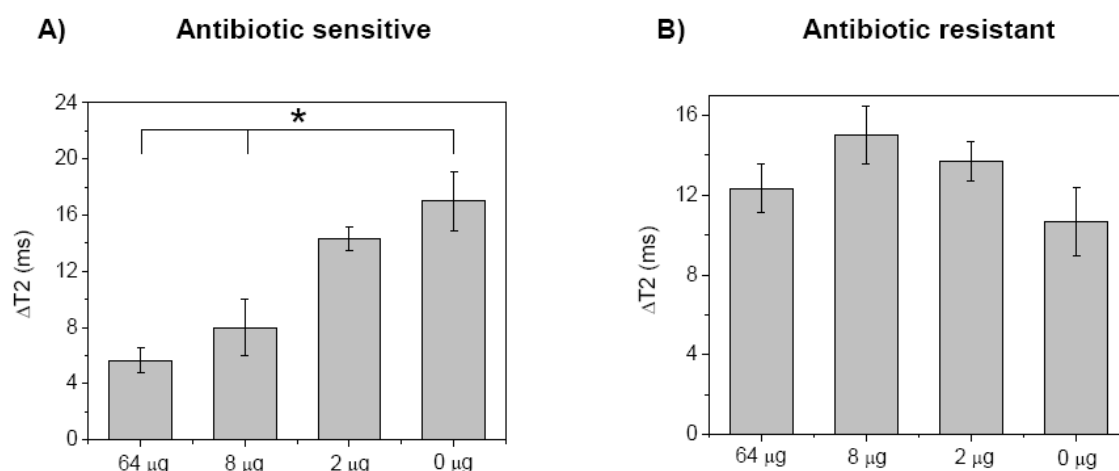 A) Antibiotic sensitive
24
20
16
12
8
4
0
ΔT2 (ms)
*
64 μg 8 μg 2 μg 0 μg
B) Antibiotic resistant
16
12
8
4
0
ΔT2 (ms)
64 μg 8 μg 2 μg 0 μg